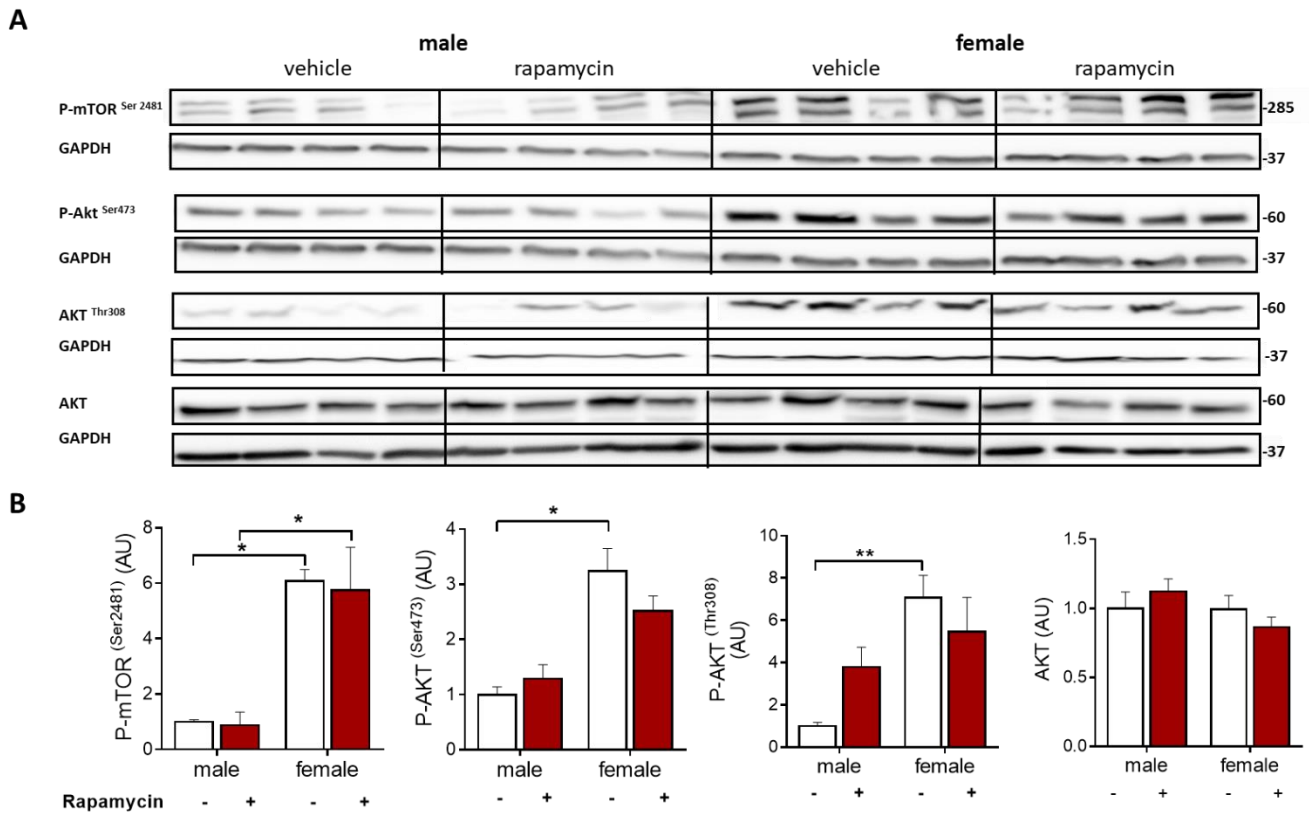 A
male female
vehicle rapamycin vehicle rapamycin
P-mTOR Ser 2481 -285
GAPDH -37
P-Akt Ser473 -60
GAPDH -37
AKT Thr308 -60
GAPDH -37
AKT -60
GAPDH -37
B
P-mTOR (Ser2481) (AU)
8
6
4
2
0
* *
male female
Rapamycin - + - +
P-AKT (Ser473) (AU)
4
3
2
1
0
*
male female
- + - +
P-AKT (Thr308)
(AU)
10
8
6
4
2
0
**
male female
- + - +
AKT (AU)
1.5
1.0
0.5
0.0
male female
- + - +